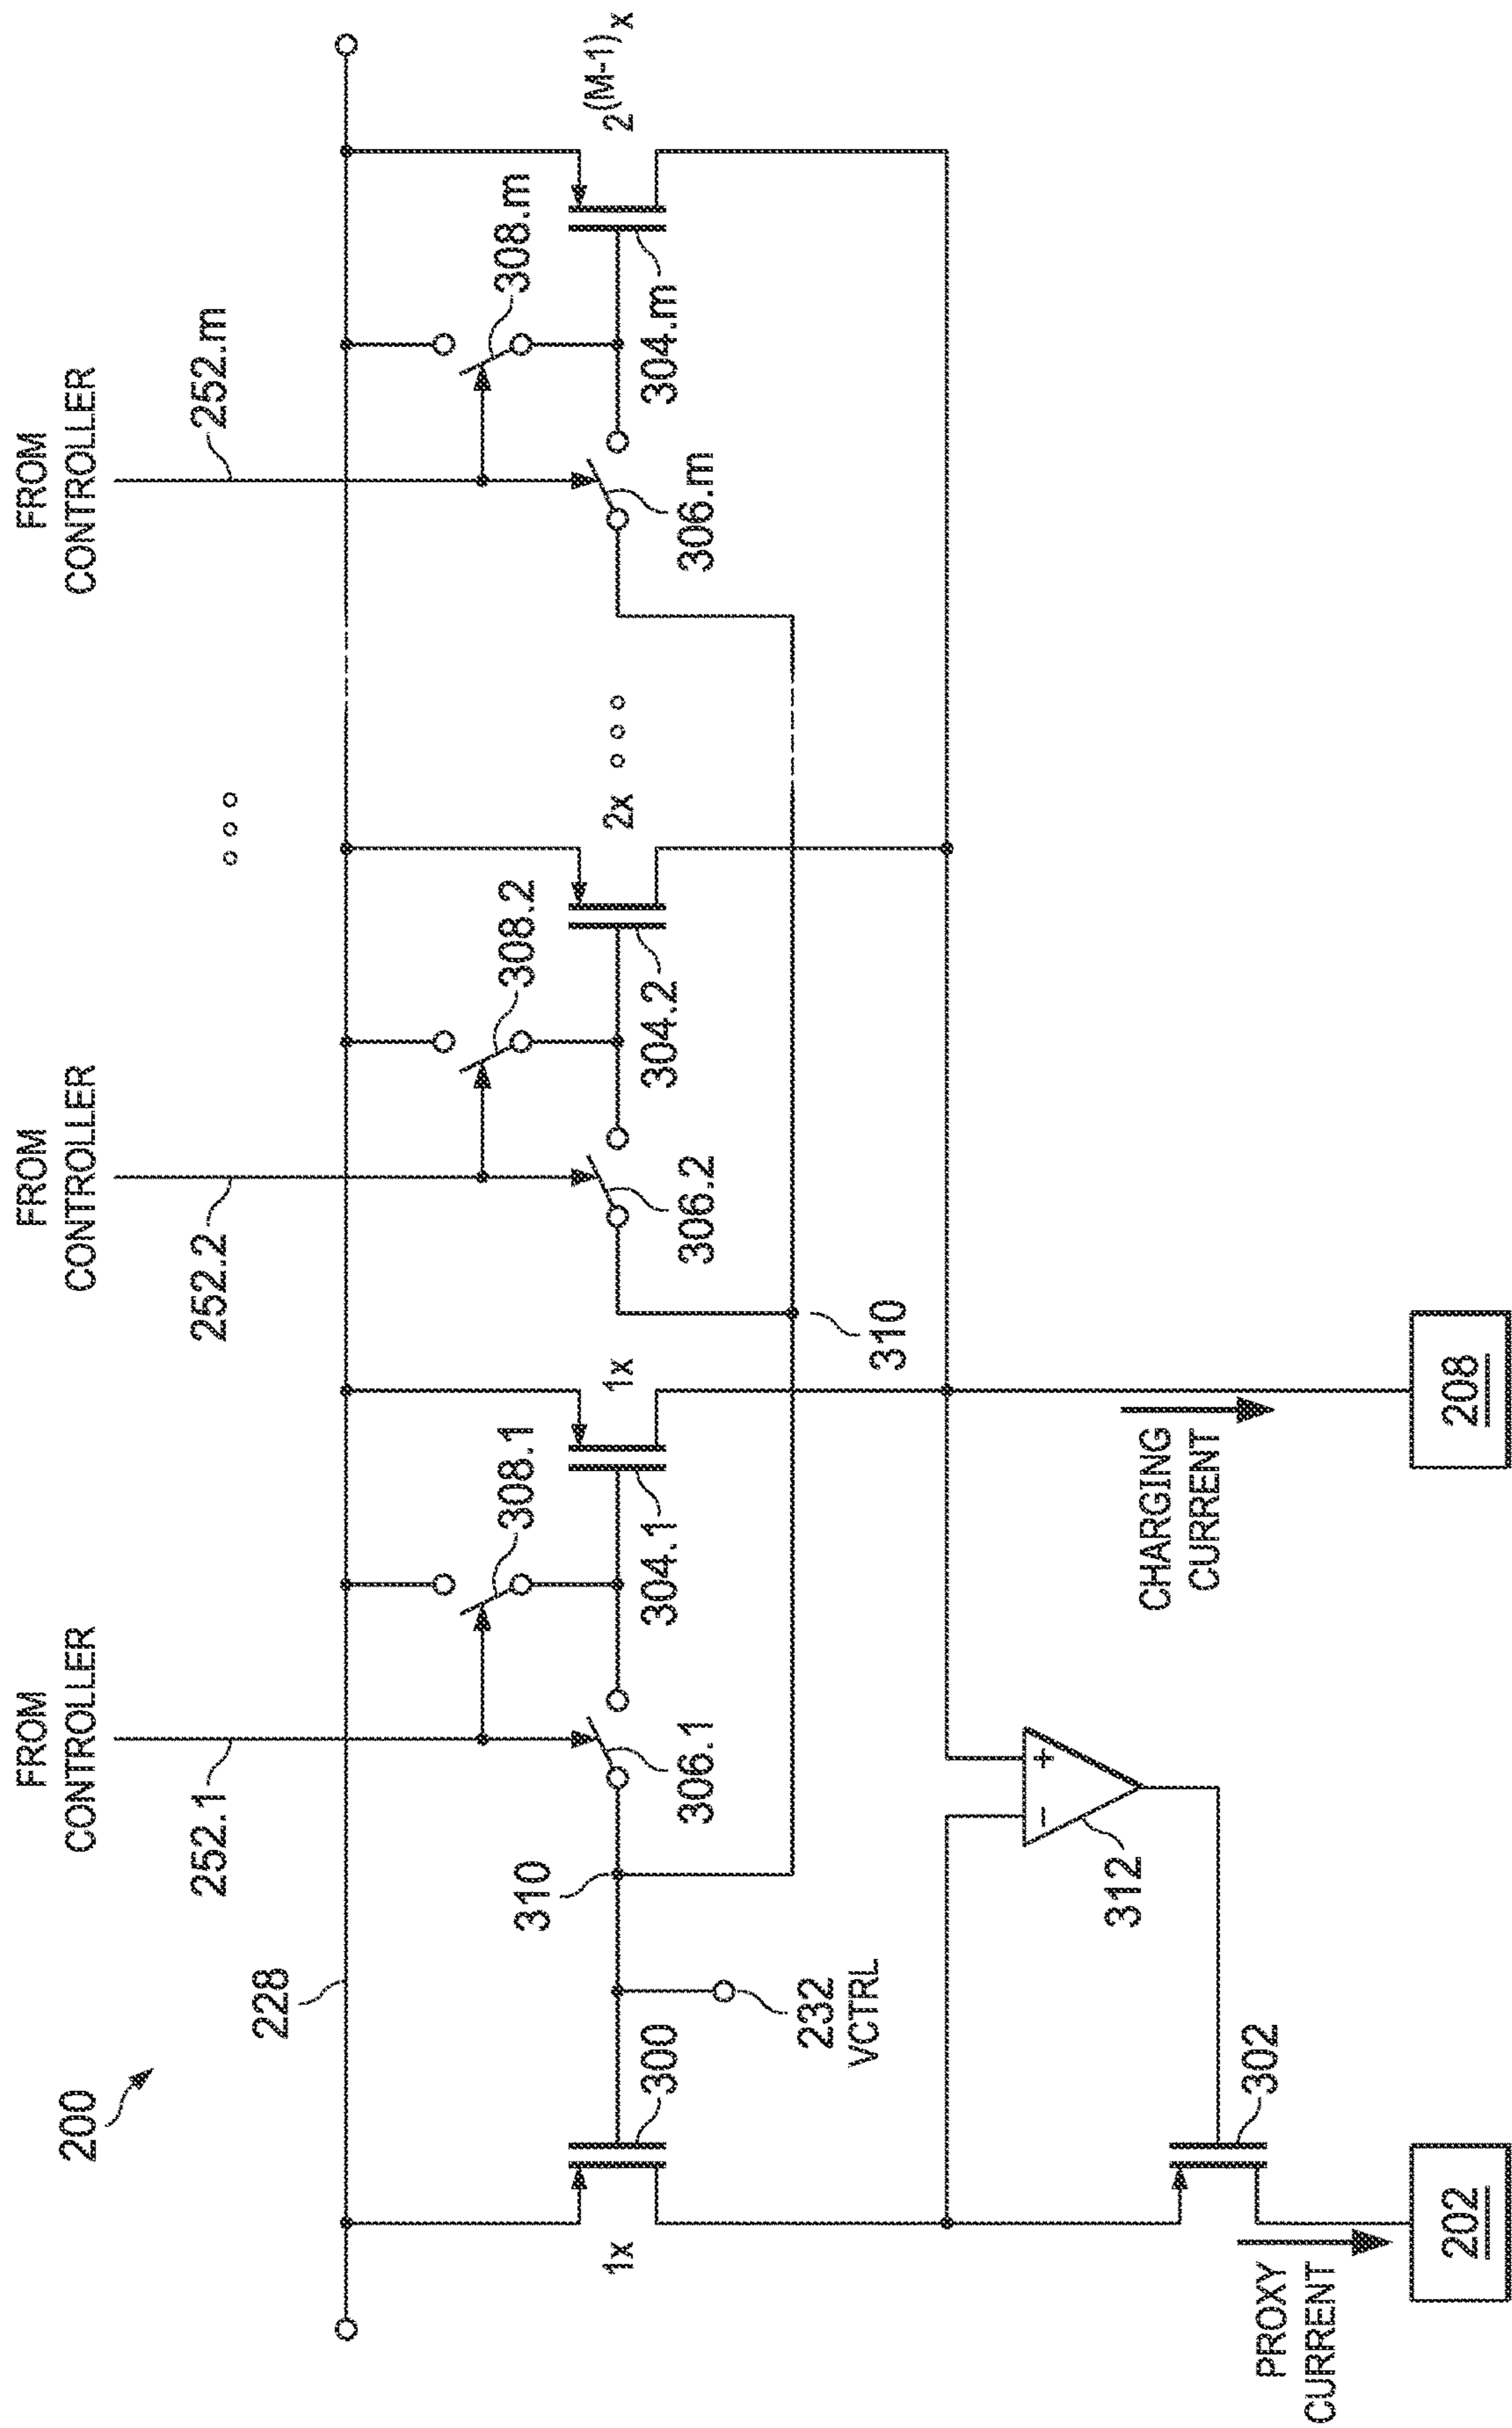 200
228
FROM
CONTROLLER
252.1
FROM
CONTROLLER
252.2
FROM
CONTROLLER
252.m
1x
300
232
VCTRL
310
306.1
308.1
304.1
1x
310
306.2
308.2
304.2
2x
306.m
308.m
304.m
2(M-1)x
PROXY
CURRENT
302
202
312
−
+
CHARGING
CURRENT
208